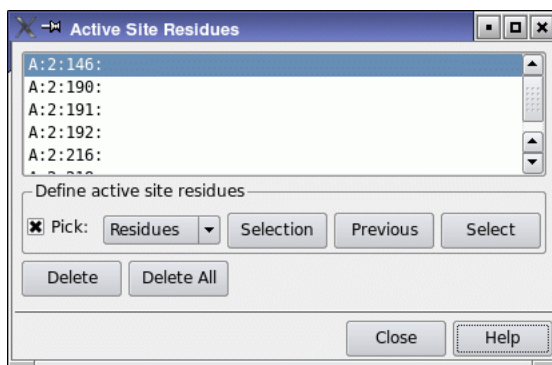 Active Site Residues
A:2:146:
A:2:190:
A:2:191:
A:2:192:
A:2:216:
Define active site residues
Pick: Residues Selection Previous Select
Delete Delete All
Close Help